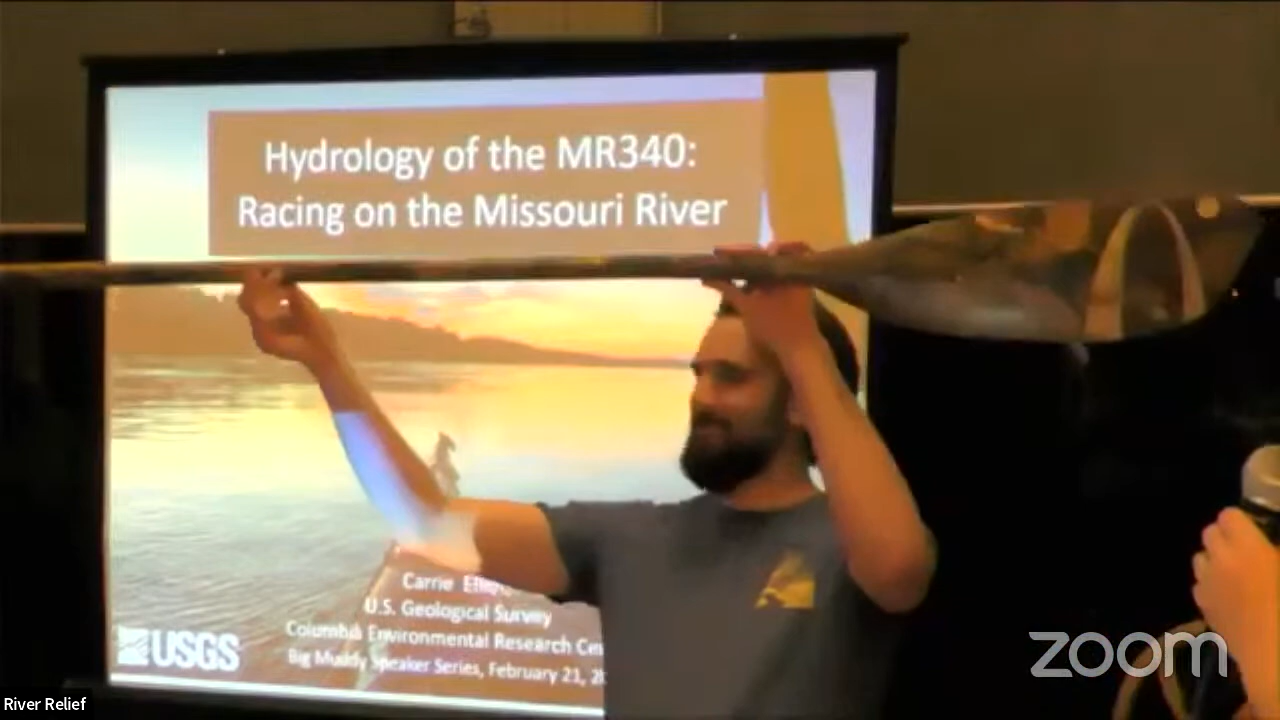 Hydrology of the MR340:
Racing on the Missouri River
Carrie
U.S. Geological Survey
Columbia Environmental Research
Big Muddy Speaker Series, February 21,
USGS
zoom
River Relief